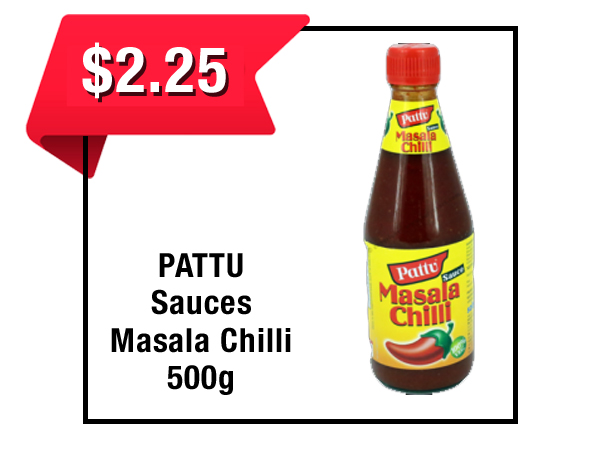 $2.25
PATTU
Sauces
Masala Chilli
500g
Pattu
Sauce
Masala
Chilli
Pattu
Sauce
Masala
Chilli